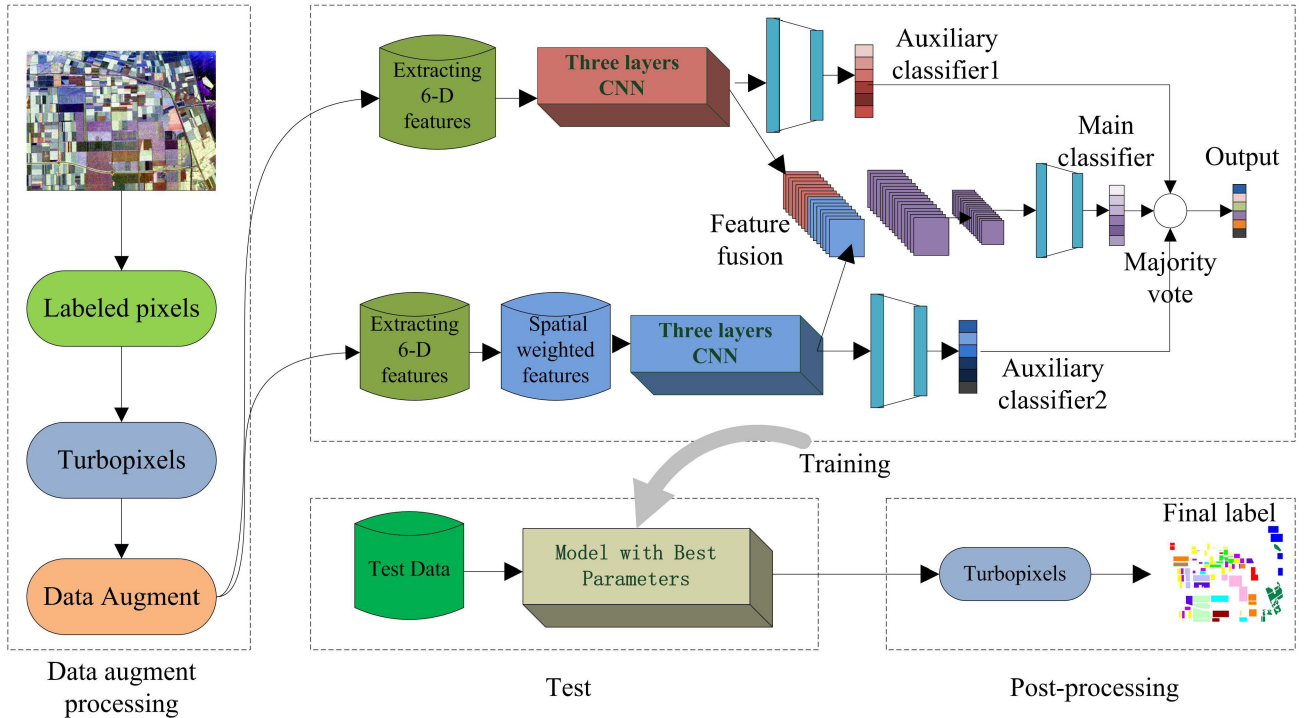 Labeled pixels
Turbopixels
Data Augment
Data augment
processing
Extracting
6-D
features
Three layers
CNN
Auxiliary
classifier1
Feature
fusion
Main
classifier
Output
Majority
vote
Extracting
6-D
features
Spatial
weighted
features
Three layers
CNN
Auxiliary
classifier2
Training
Test Data
Model with Best
Parameters
Test
Turbopixels
Final label
Post-processing